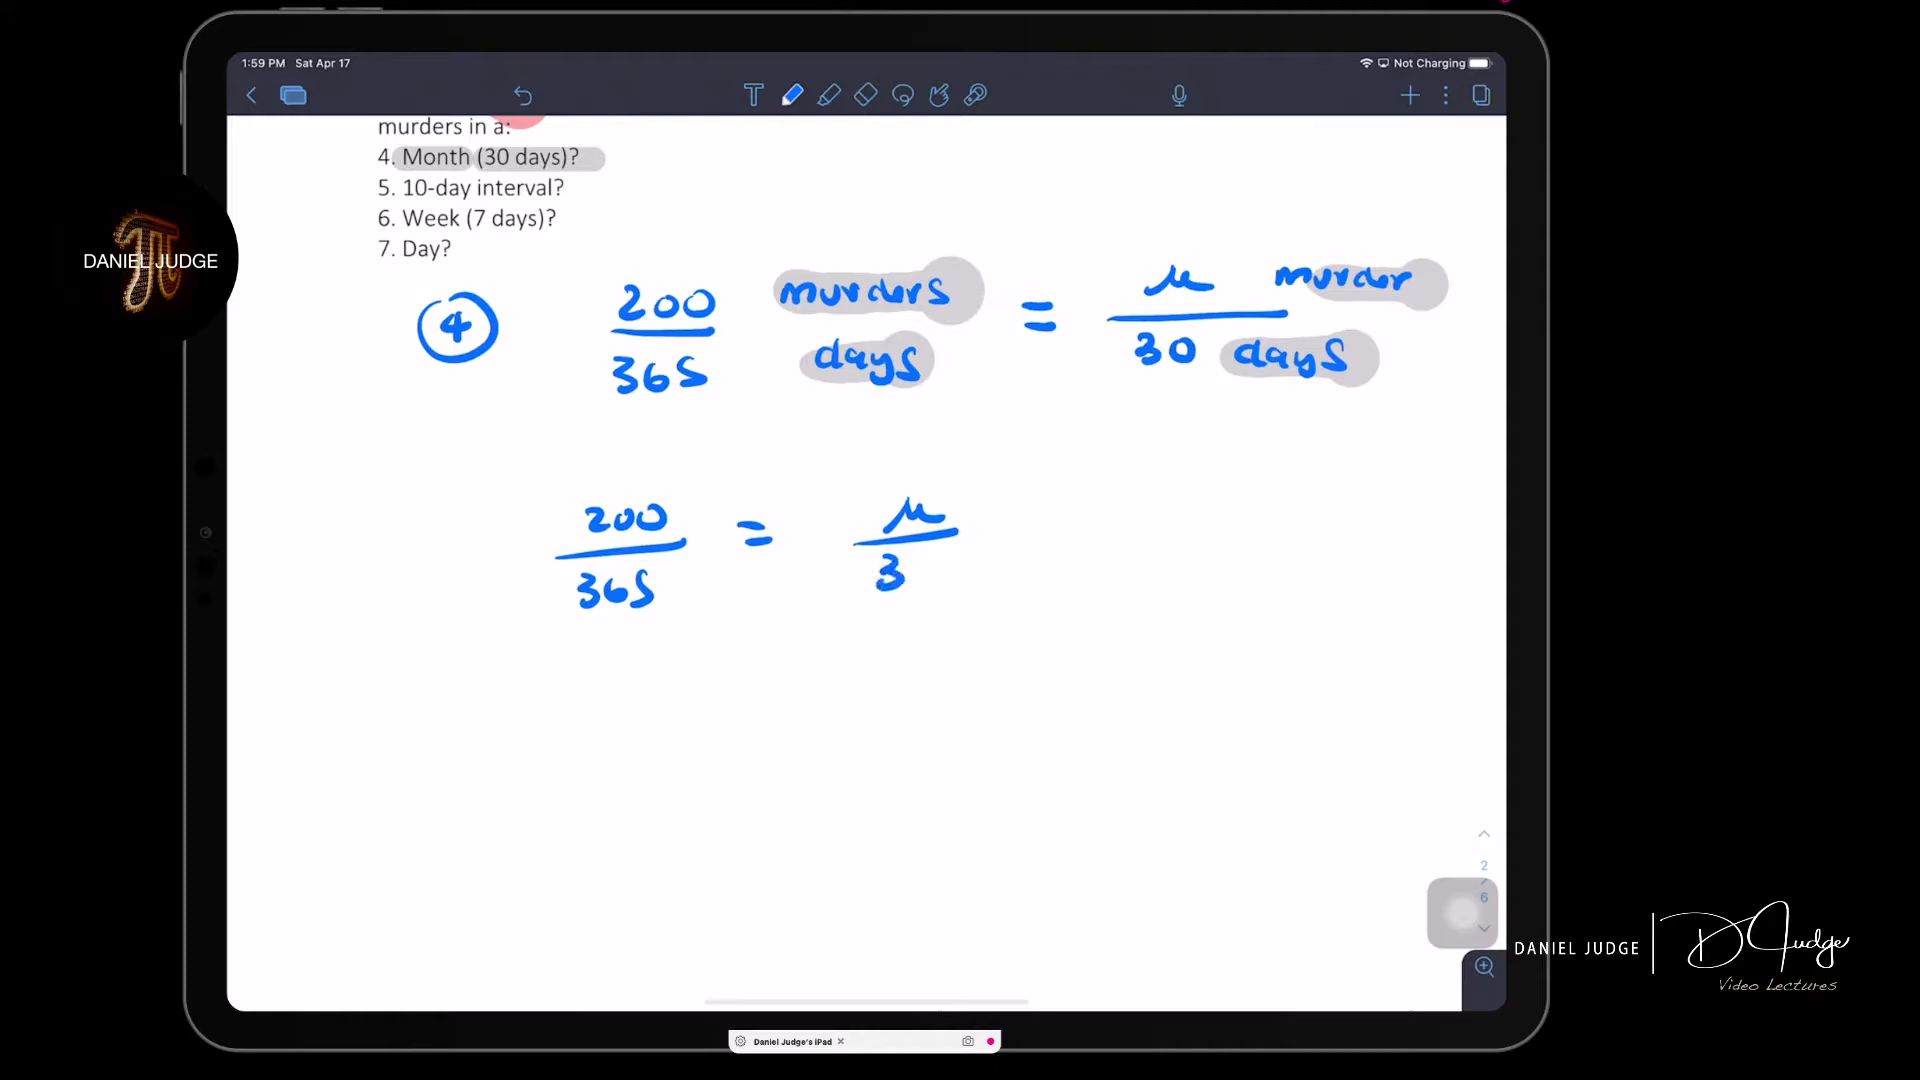 1:59 PM Sat Apr 17
Not Charging
murders in a:
4. Month (30 days)?
5. 10-day interval?
6. Week (7 days)?
7. Day?
4
200 murders = μ murder
365 days 30 days
200 = μ
365 3
2
6
DANIEL JUDGE
DANIEL JUDGE | DJudge
Video Lectures
Daniel Judge's iPad